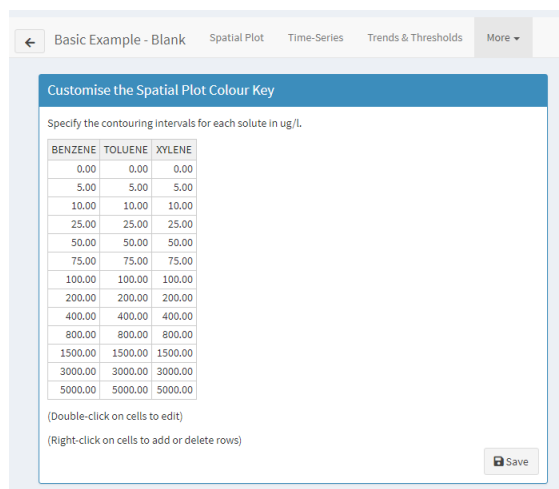 Basic Example - Blank Spatial Plot Time-Series Trends & Thresholds More
Customise the Spatial Plot Colour Key
Specify the contouring intervals for each solute in ug/l.
BENZENE TOLUENE XYLENE
0.00 0.00 0.00
5.00 5.00 5.00
10.00 10.00 10.00
25.00 25.00 25.00
50.00 50.00 50.00
75.00 75.00 75.00
100.00 100.00 100.00
200.00 200.00 200.00
400.00 400.00 400.00
800.00 800.00 800.00
1500.00 1500.00 1500.00
3000.00 3000.00 3000.00
5000.00 5000.00 5000.00
(Double-click on cells to edit)
(Right-click on cells to add or delete rows)
Save